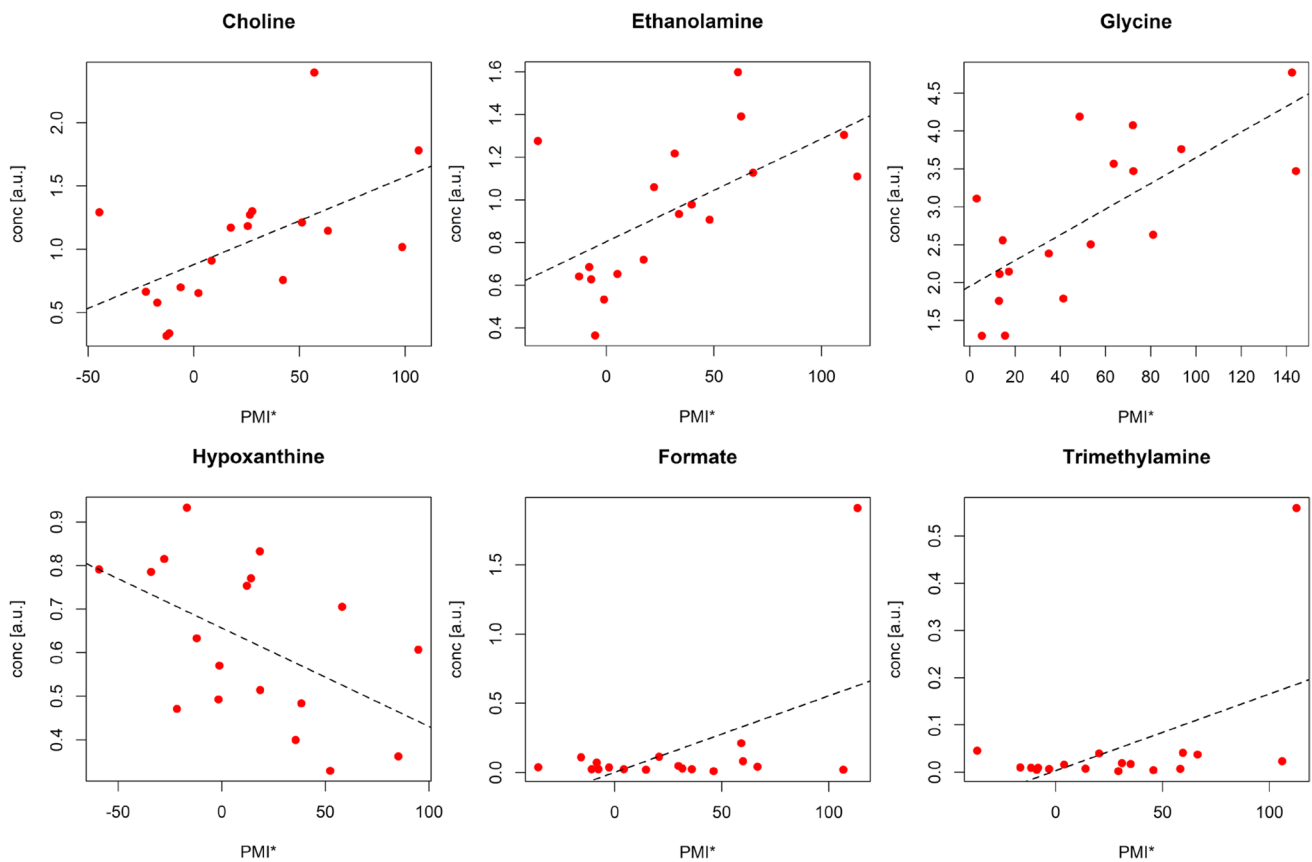 Choline
conc [a.u.]
0.5 1.0 1.5 2.0
-50 0 50 100
PMI*
Ethanolamine
conc [a.u.]
0.4 0.6 0.8 1.0 1.2 1.4 1.6
0 50 100
PMI*
Glycine
conc [a.u.]
1.5 2.0 2.5 3.0 3.5 4.0 4.5
0 20 40 60 80 100 120 140
PMI*
Hypoxanthine
conc [a.u.]
0.4 0.5 0.6 0.7 0.8 0.9
-50 0 50 100
PMI*
Formate
conc [a.u.]
0.0 0.5 1.0 1.5
0 50 100
PMI*
Trimethylamine
conc [a.u.]
0.0 0.1 0.2 0.3 0.4 0.5
0 50 100
PMI*